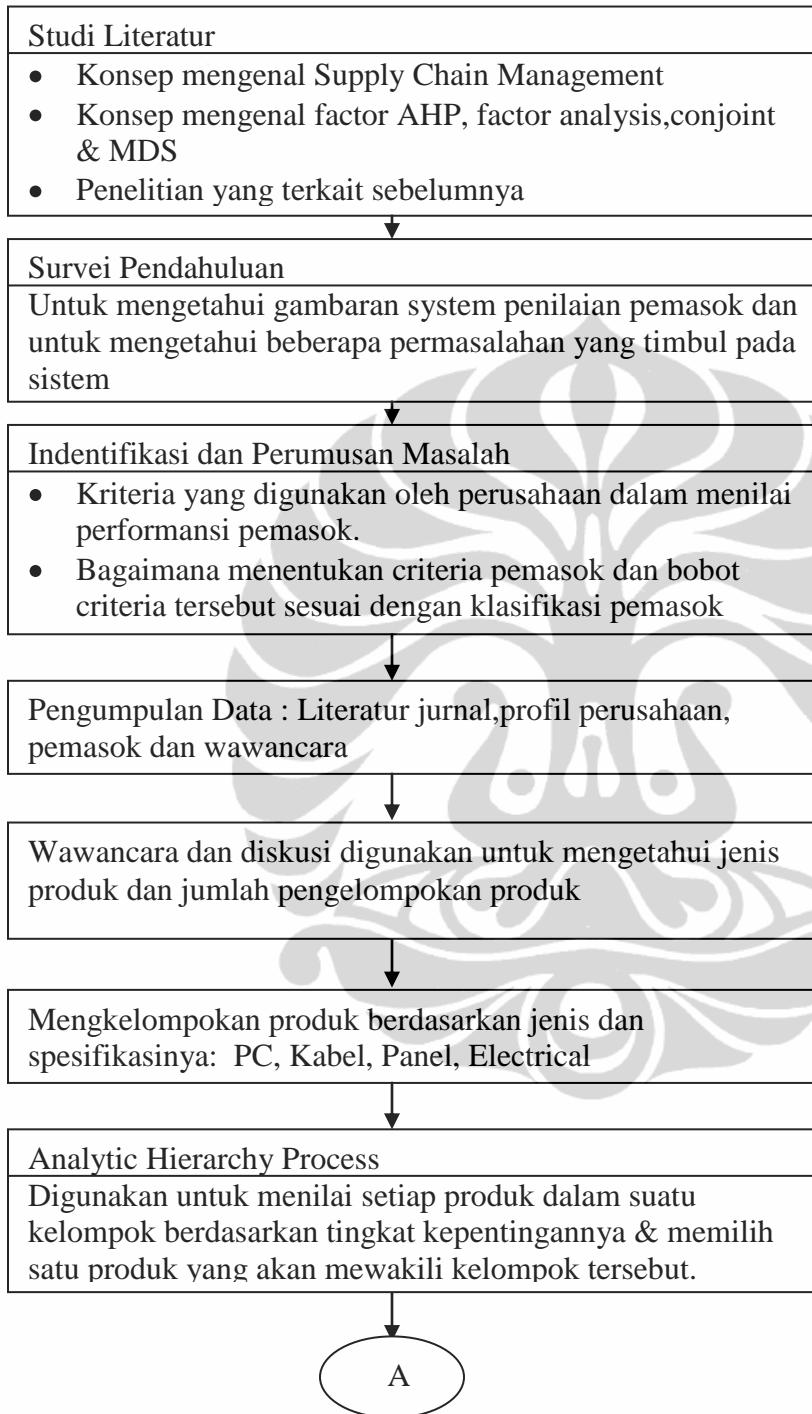 Studi Literatur
• Konsep mengenal Supply Chain Management
• Konsep mengenal factor AHP, factor analysis,conjoint
& MDS
• Penelitian yang terkait sebelumnya
Survei Pendahuluan
Untuk mengetahui gambaran system penilaian pemasok dan
untuk mengetahui beberapa permasalahan yang timbul pada
sistem
Indentifikasi dan Perumusan Masalah
• Kriteria yang digunakan oleh perusahaan dalam menilai
performansi pemasok.
• Bagaimana menentukan criteria pemasok dan bobot
criteria tersebut sesuai dengan klasifikasi pemasok
Pengumpulan Data : Literatur jurnal,profil perusahaan,
pemasok dan wawancara
Wawancara dan diskusi digunakan untuk mengetahui jenis
produk dan jumlah pengelompokan produk
Mengkelompokan produk berdasarkan jenis dan
spesifikasinya: PC, Kabel, Panel, Electrical
Analytic Hierarchy Process
Digunakan untuk menilai setiap produk dalam suatu
kelompok berdasarkan tingkat kepentingannya & memilih
satu produk yang akan mewakili kelompok tersebut.
A